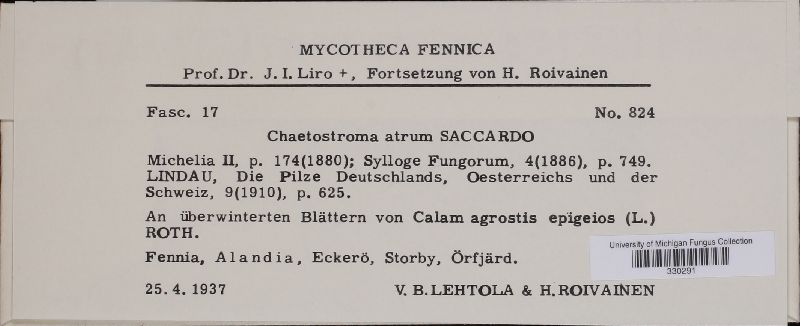 MYCOTHECA FENNICA
Prof. Dr. J. I. Liro +, Fortsetzung von H. Roivainen
Fasc. 17 No. 824
Chaetostroma atrum SACCARDO
Michelia II, p. 174(1880); Sylloge Fungorum, 4(1886), p. 749.
LINDAU, Die Pilze Deutschlands, Oesterreichs und der
Schweiz, 9(1910), p. 625.
An überwinterten Blättern von Calamagrostis epigeios (L.)
ROTH.
Fennia, Alandia, Eckerö, Storby, Örfjärd.
25. 4. 1937 V. B. LEHTOLA & H. ROIVAINEN
University of Michigan Fungus Collection
330291